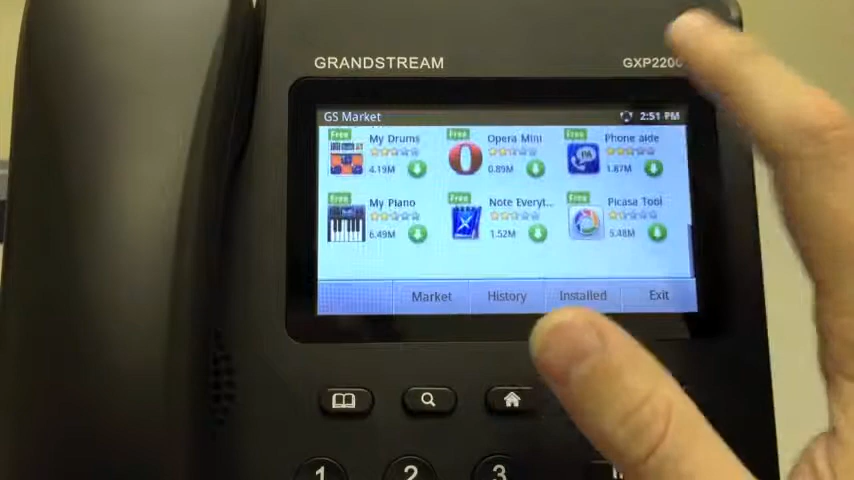 GRANDSTREAM
GXP2200
GS Market 2:51 PM
Free My Drums Free Opera Mini Free Phone aide
4.19M 0.89M 1.87M
Free My Piano Free Note Everyt... Free Picasa Tool
6.49M 1.52M 5.48M
Market History Installed Exit
1 2 3